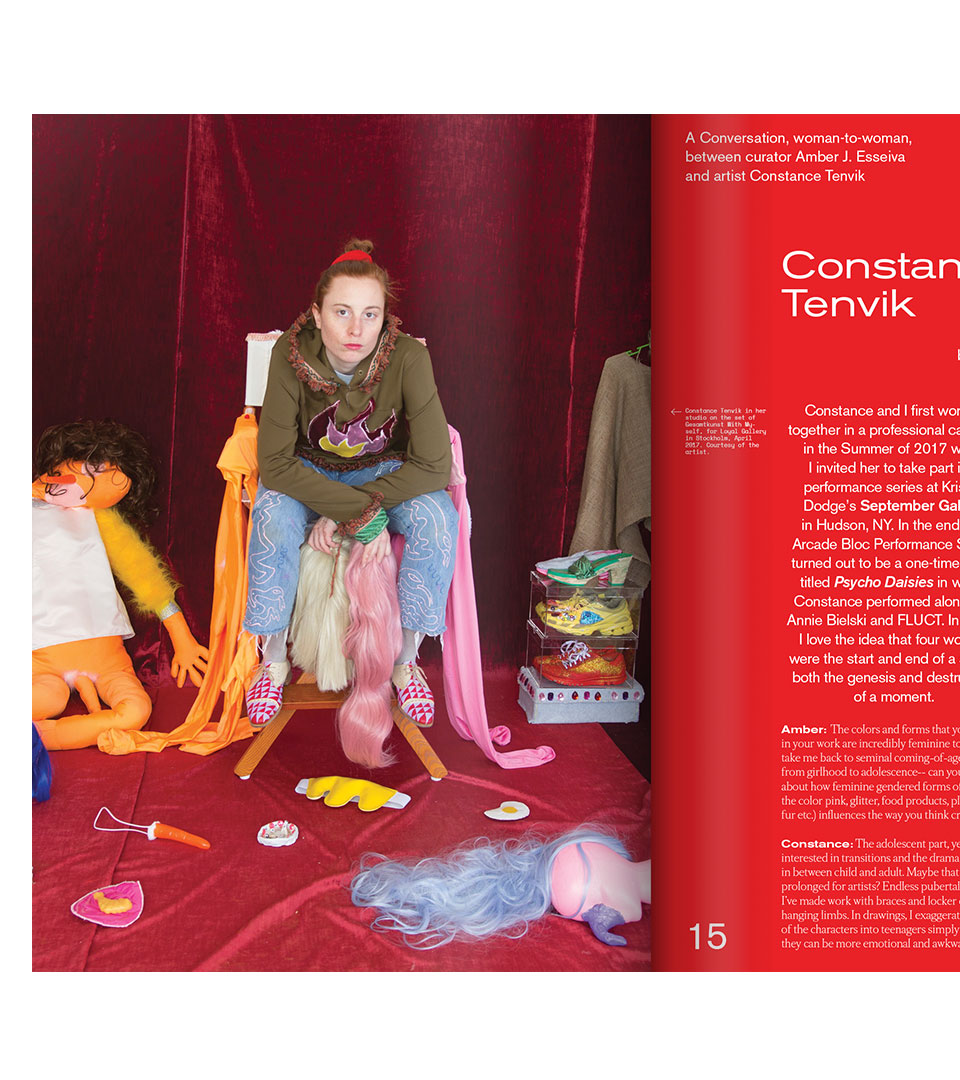 A Conversation, woman-to-woman,
between curator Amber J. Esseiva
and artist Constance Tenvik
Constan
Tenvik
← Constance Tenvik in her
studio on the set of
Gesamtkunst With My-
self, for Loyal Gallery
in Stockholm, April
2017. Courtesy of the
artist.
Constance and I first wor
together in a professional ca
in the Summer of 2017 w
I invited her to take part i
performance series at Kris
Dodge's September Gal
in Hudson, NY. In the end
Arcade Bloc Performance S
turned out to be a one-time
titled Psycho Daisies in w
Constance performed alon
Annie Bielski and FLUCT. In
I love the idea that four wo
were the start and end of a
both the genesis and destru
of a moment.
Amber: The colors and forms that yo
in your work are incredibly feminine to
take me back to seminal coming-of-age
from girlhood to adolescence-- can you
about how feminine gendered forms of
the color pink, glitter, food products, pl
fur etc.) influences the way you think cr
Constance: The adolescent part, ye
interested in transitions and the drama
in between child and adult. Maybe that
prolonged for artists? Endless pubertal
I've made work with braces and locker
hanging limbs. In drawings, I exaggerat
of the characters into teenagers simply
they can be more emotional and awkwa
15